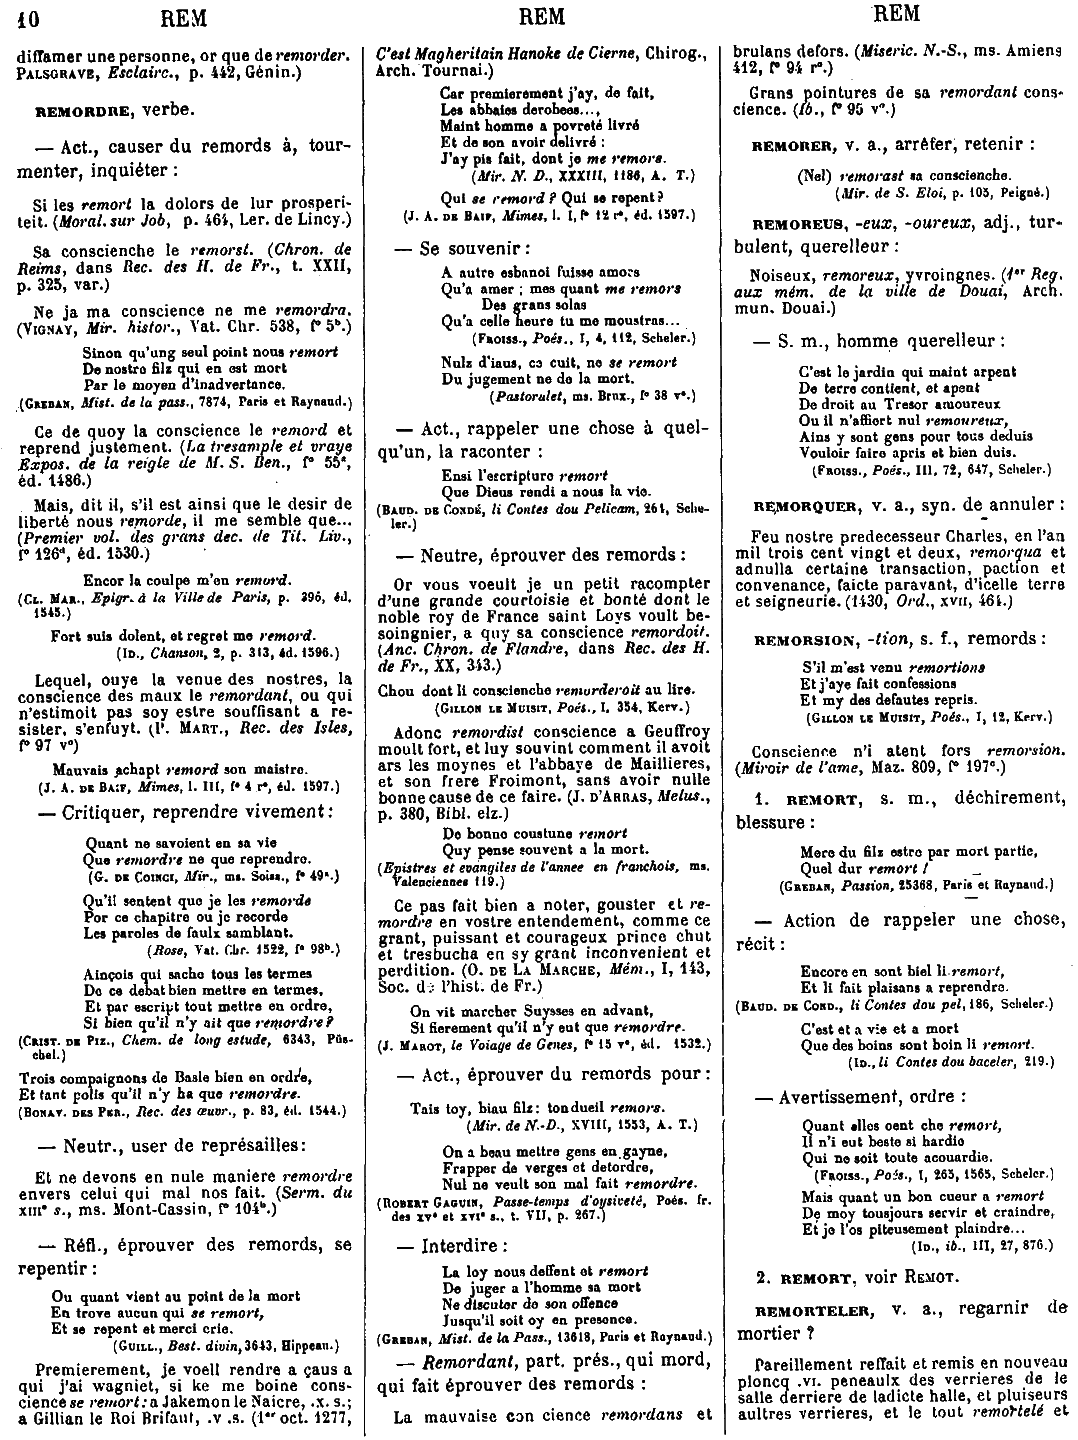 10 REM
REM
REM
diffamer une personne, or que de remorder.
PALSGRAVE, Esclairc., p. 442, Génin.)
REMORDRE, verbe.
— Act., causer du remords à, tour-
menter, inquiéter :
Si les remort la dolors de lur prosperi-
teit. (Moral. sur Job, p. 464, Ler. de Lincy.)
Sa conscienche le remorst. (Chron. de
Reims, dans Rec. des H. de Fr., t. XXII,
p. 325, var.)
Ne ja ma conscience ne me remordra.
(VIGNAY, Mir. histor., Vat. Chr. 538, f° 5ᵇ.)
Sinon qu'ung seul point nous remort
De nostre filz qui en est mort
Par le moyen d'inadvertance.
(GREBAN, Mist. de la pass., 7874, Paris et Raynaud.)
Ce de quoy la conscience le remord et
reprend justement. (La tresample et vraye
Expos. de la reigle de M. S. Ben., f° 55ᵃ,
éd. 1486.)
Mais, dit il, s'il est ainsi que le desir de
liberté nous remorde, il me semble que...
(Premier vol. des grans dec. de Tit. Liv.,
f° 126ᵈ, éd. 1530.)
Encor la coulpe m'en remord.
(CL. MAR., Epigr. à la Ville de Paris, p. 396, éd.
1545.)
Fort suis dolent, et regret me remord.
(ID., Chanson, 2, p. 313, éd. 1596.)
Lequel, ouye la venue des nostres, la
conscience des maux le remordant, ou qui
n'estimoit pas soy estre souffisant a re-
sister, s'enfuyt. (P. MART., Rec. des Isles,
f° 97 v°)
Mauvais achapt remord son maistre.
(J. A. DE BAIF, Mimes, l. III, f° 4 r°, éd. 1597.)
— Critiquer, reprendre vivement :
Quant ne savoient en sa vie
Que remordre ne que reprendre.
(G. DE COINCI, Mir., ms. Soiss., f° 49ᵃ.)
Qu'il sentent que je les remorde
Por ce chapitre ou je recorde
Les paroles de faulx samblant.
(Rose, Vat. Chr. 1522, f° 98ᵇ.)
Ainçois qui sache tous les termes
De ce debat bien mettre en termes,
Et par escript tout mettre en ordre,
Si bien qu'il n'y ait que remordre?
(CRIST. DE PIZ., Chem. de long estude, 6343, Püs-
chel.)
Trois compaignons de Basle bien en ordre,
Et tant polis qu'il n'y ha que remordre.
(BONAV. DES PER., Rec. des œuvr., p. 83, éd. 1544.)
— Neutr., user de représailles :
Et ne devons en nule maniere remordre
envers celui qui mal nos fait. (Serm. du
XIIIᵉ s., ms. Mont-Cassin, f° 104ᵇ.)
— Réfl., éprouver des remords, se
repentir :
Ou quant vient au point de la mort
En trove aucun qui se remort,
Et se repent et merci crie.
(GUILL., Best. divin, 3643, Hippeau.)
Premierement, je voell rendre a çaus a
qui j'ai wagniet, si ke me boine cons-
cience se remort : a Jakemon le Naicre, .x. s.;
a Gillian le Roi Brifaut, .v .s. (1ᵉʳ oct. 1277,
C'est Magheritain Hanoke de Cierne, Chirog.,
Arch. Tournai.)
Car premierement j'ay, de fait,
Les abbaies derobees...,
Maint homme a povreté livré
Et de son avoir delivré :
J'ay pis fait, dont je me remors.
(Mir. N. D., XXXIII, 1186, A. T.)
Qui se remord ? Qui se repent?
(J. A. DE BAIF, Mimes, l. I, f° 12 r°, éd. 1597.)
— Se souvenir :
A autre esbanoi fuisse amors
Qu'a amer ; mes quant me remors
Des grans solas
Qu'a celle heure tu me moustras...
(FROISS., Poés., I, 4, 112, Scheler.)
Nulz d'iaus, ce cuit, ne se remort
Du jugement ne de la mort.
(Pastoralet, ms. Brux., f° 38 v°.)
— Act., rappeler une chose à quel-
qu'un, la raconter :
Ensi l'escripture remort
Que Dieus rendi a nous la vie.
(BAUD. DE CONDÉ, li Contes dou Pelicam, 261, Sche-
ler.)
— Neutre, éprouver des remords :
Or vous voeult je un petit racompter
d'une grande courtoisie et bonté dont le
noble roy de France saint Loys voult be-
soingnier, a quy sa conscience remordoit.
(Anc. Chron. de Flandre, dans Rec. des H.
de Fr., XX, 343.)
Chou dont li conscienche remorderoit au lire.
(GILLON LE MUISIT, Poés., I, 354, Kerv.)
Adonc remordist conscience a Geuffroy
moult fort, et luy souvint comment il avoit
ars les moynes et l'abbaye de Maillieres,
et son frere Froimont, sans avoir nulle
bonne cause de ce faire. (J. D'ARRAS, Melus.,
p. 380, Bibl. elz.)
De bonne coustune remort
Quy pense souvent a la mort.
(Epistres et evangiles de l'annee en franchois, ms.
Valenciennes 119.)
Ce pas fait bien a noter, gouster et re-
mordre en vostre entendement, comme ce
grant, puissant et courageux prince chut
et tresbucha en sy grant inconvenient et
perdition. (O. DE LA MARCHE, Mém., I, 143,
Soc. de l'hist. de Fr.)
On vit marcher Suysses en advant,
Si fierement qu'il n'y eut que remordre.
(J. MAROT, le Voiage de Genes, f° 15 v°, éd. 1532.)
— Act., éprouver du remords pour :
Tais toy, biau filz : ton dueil remors.
(Mir. de N.-D., XVIII, 1553, A. T.)
On a beau mettre gens en gayne,
Frapper de verges et detordre,
Nul ne veult son mal fait remordre.
(ROBERT GAGUIN, Passe-temps d'oysiveté, Poés. fr.
des XVᵉ et XVIᵉ s., t. VII, p. 267.)
— Interdire :
La loy nous deffent et remort
De juger a l'homme sa mort
Ne discuter de son offence
Jusqu'il soit oy en presence.
(GREBAN, Mist. de la Pass., 13618, Paris et Raynaud.)
— Remordant, part. prés., qui mord,
qui fait éprouver des remords :
La mauvaise con cience remordans et
brulans defors. (Miseric. N.-S., ms. Amiens
412, f° 94 r°.)
Grans pointures de sa remordant cons-
cience. (Ib., f° 95 v°.)
REMORER, v. a., arrêter, retenir :
(Nel) remorast sa conscienche.
(Mir. de S. Eloi, p. 105, Peigné.)
REMOREUS, -eux, -oureux, adj., tur-
bulent, querelleur :
Noiseux, remoreux, yvroingnes. (1ᵉʳ Reg.
aux mém. de la ville de Douai, Arch.
mun. Douai.)
— S. m., homme querelleur :
C'est le jardin qui maint arpent
De terre contient, et apent
De droit au Tresor amoureux
Ou il n'affiert nul remoureux,
Ains y sont gens pour tous deduis
Vouloir faire apris et bien duis.
(FROISS., Poés., III, 72, 647, Scheler.)
REMORQUER, v. a., syn. de annuler :
Feu nostre predecesseur Charles, en l'an
mil trois cent vingt et deux, remorqua et
adnulla certaine transaction, paction et
convenance, faicte paravant, d'icelle terre
et seigneurie. (1430, Ord., XVII, 464.)
REMORSION, -tion, s. f., remords :
S'il m'est venu remortions
Et j'aye fait confessions
Et my des defautes repris.
(GILLON LE MUISIT, Poés., I, 12, Kerv.)
Conscience n'i atent fors remorsion.
(Miroir de l'ame, Maz. 809, f° 197ᶜ.)
1. REMORT, s. m., déchirement,
blessure :
Mere du filz estre par mort partie,
Quel dur remort !
(GREBAN, Passion, 25368, Paris et Raynaud.)
— Action de rappeler une chose,
récit :
Encore en sont biel li remort,
Et li fait plaisans a reprendre.
(BAUD. DE COND., li Contes dou pel, 186, Scheler.)
C'est et a vie et a mort
Que des boins sont boin li remort.
(ID., li Contes dou baceler, 219.)
— Avertissement, ordre :
Quant elles oent che remort,
Il n'i eut beste si hardie
Qui ne soit toute acouardie.
(FROISS., Poés., I, 265, 1565, Scheler.)
Mais quant un bon cueur a remort
De moy tousjours servir et craindre,
Et je l'os piteusement plaindre...
(ID., ib., III, 27, 876.)
2. REMORT, voir REMOT.
REMORTELER, v. a., regarnir de
mortier ?
Pareillement reffait et remis en nouveau
ploncq .VI. peneaulx des verrieres de le
salle derriere de ladicte halle, et pluiseurs
aultres verrieres, et le tout remortelé et